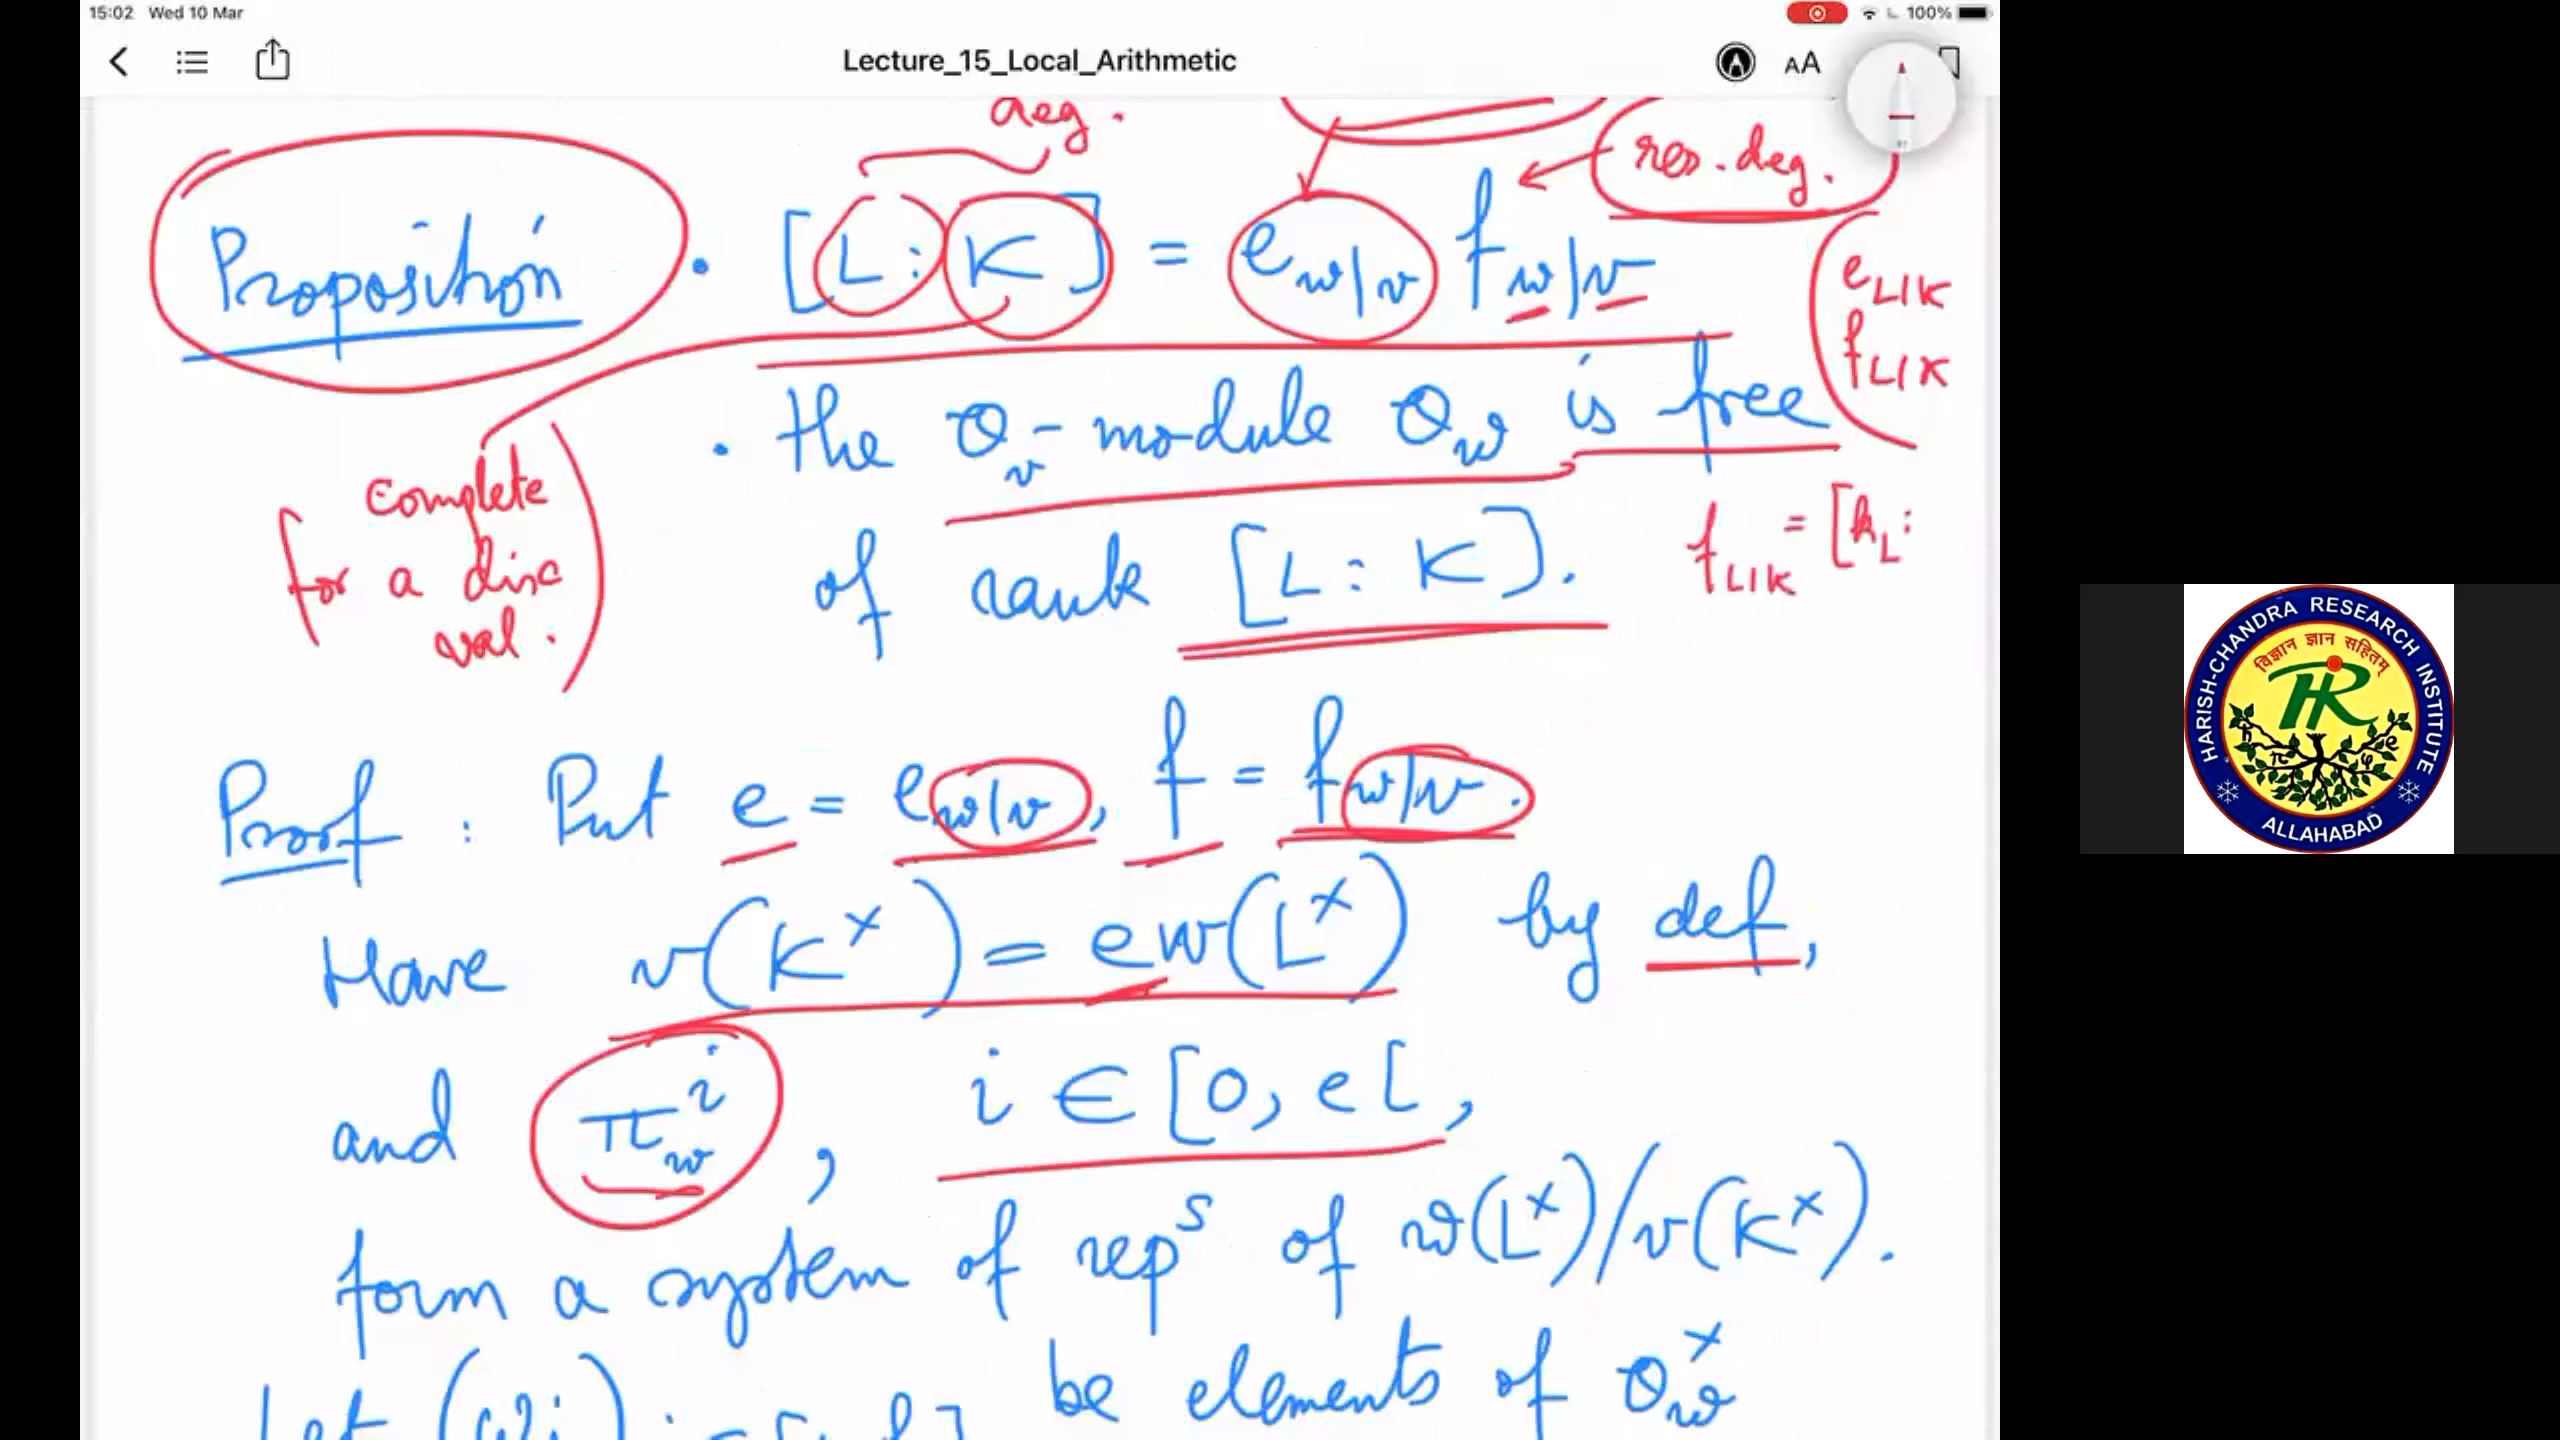 15:02 Wed 10 Mar
100%
Lecture_15_Local_Arithmetic
AA
deg.
res. deg.
Proposition • [L : K] = e_{w|v} f_{w|v}
e_{L|K}
f_{L|K}
• the 𝔬_v-module 𝔬_w is free
of rank [L : K].
f_{L|K} = [k_L :
complete
for a disc
val.
Proof : Put e = e_{w|v}, f = f_{w|v}.
Have v(K^×) = e w(L^×) by def,
and π_w^i , i ∈ [0, e[,
form a system of rep^s of w(L^×)/v(K^×).
be elements of 𝔬_w^×
HARISH-CHANDRA RESEARCH INSTITUTE
विज्ञान ज्ञान सहितम्
ALLAHABAD